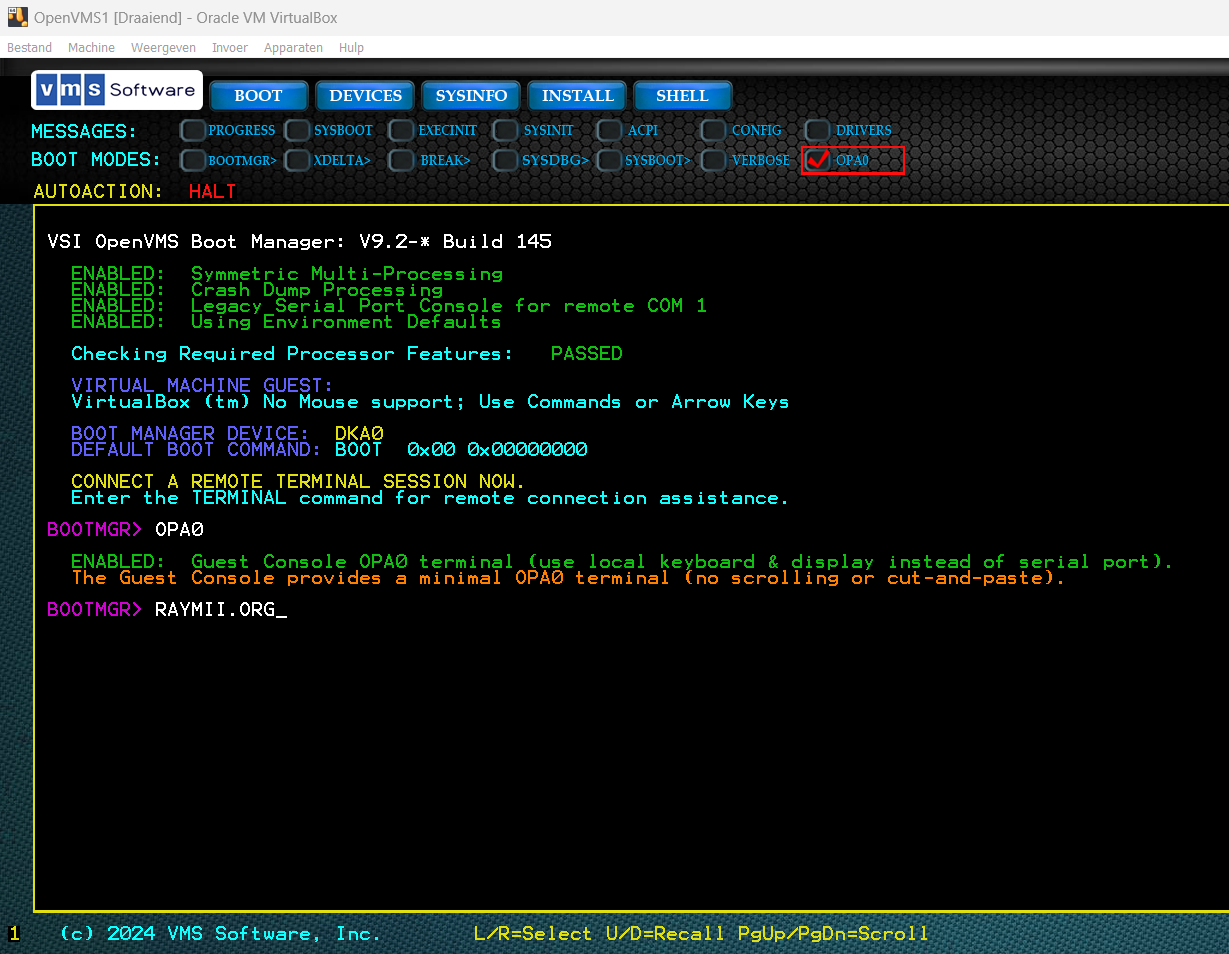 OpenVMS1 [Draaiend] - Oracle VM VirtualBox
Bestand Machine Weergeven Invoer Apparaten Hulp
vms Software BOOT DEVICES SYSINFO INSTALL SHELL
MESSAGES: PROGRESS SYSBOOT EXECINIT SYSINIT ACPI CONFIG DRIVERS
BOOT MODES: BOOTMGR> XDELTA> BREAK> SYSDBG> SYSBOOT> VERBOSE OPA0
AUTOACTION: HALT
VSI OpenVMS Boot Manager: V9.2-* Build 145
ENABLED: Symmetric Multi-Processing
ENABLED: Crash Dump Processing
ENABLED: Legacy Serial Port Console for remote COM 1
ENABLED: Using Environment Defaults
Checking Required Processor Features: PASSED
VIRTUAL MACHINE GUEST:
VirtualBox (tm) No Mouse support; Use Commands or Arrow Keys
BOOT MANAGER DEVICE: DKA0
DEFAULT BOOT COMMAND: BOOT 0x00 0x00000000
CONNECT A REMOTE TERMINAL SESSION NOW.
Enter the TERMINAL command for remote connection assistance.
BOOTMGR> OPA0
ENABLED: Guest Console OPA0 terminal (use local keyboard & display instead of serial port).
The Guest Console provides a minimal OPA0 terminal (no scrolling or cut-and-paste).
BOOTMGR> RAYMII.ORG_
1 (c) 2024 VMS Software, Inc. L/R=Select U/D=Recall PgUp/PgDn=Scroll